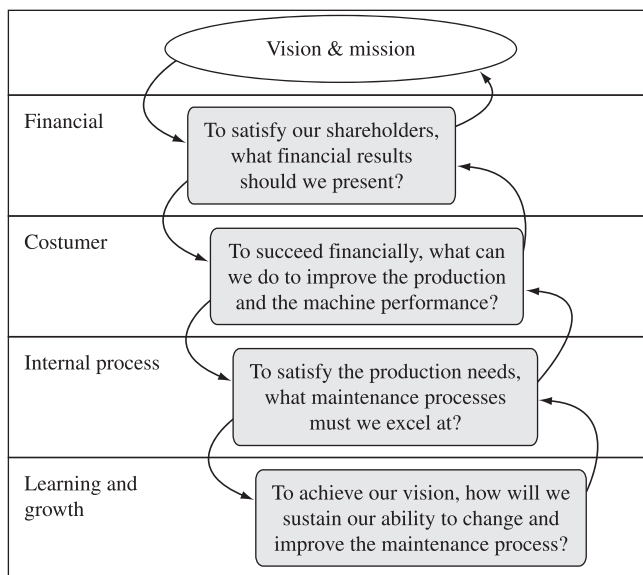 Vision & mission
Financial
To satisfy our shareholders,
what financial results
should we present?
Costumer
To succeed financially, what can
we do to improve the production
and the machine performance?
Internal process
To satisfy the production needs,
what maintenance processes
must we excel at?
Learning and
growth
To achieve our vision, how will we
sustain our ability to change and
improve the maintenance process?